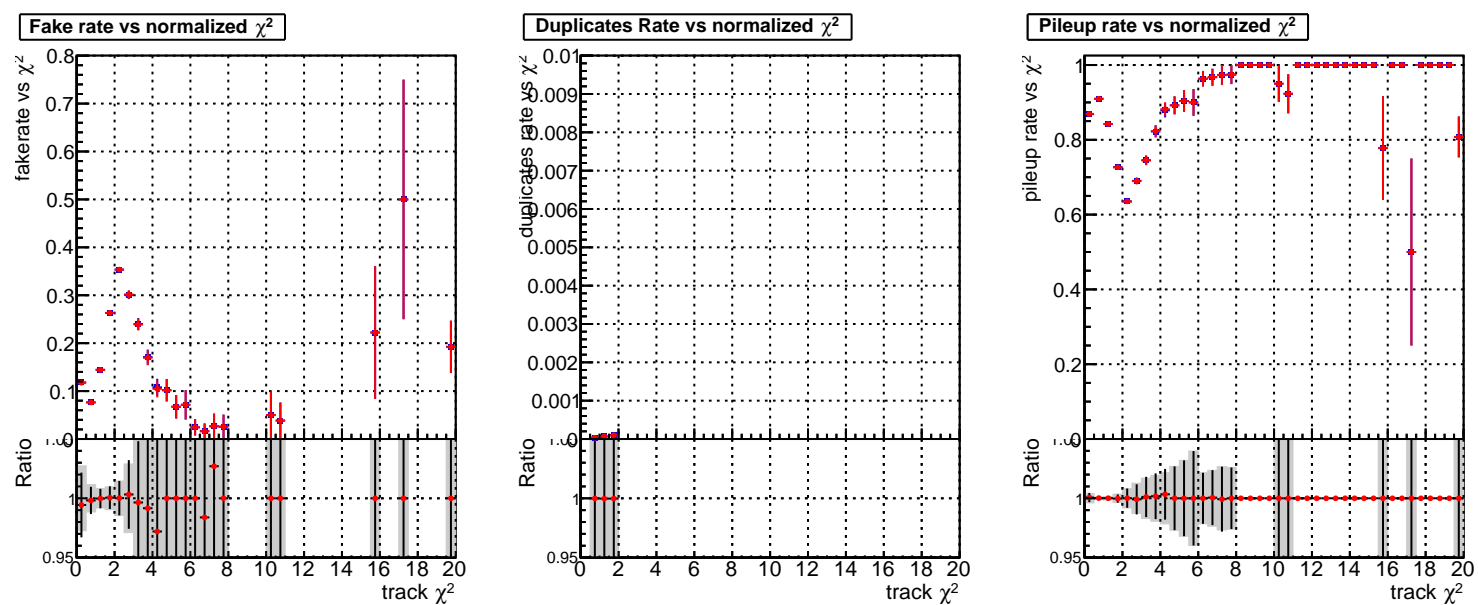 Fake rate vs normalized χ²
fakerate vs χ²
0.8
0.7
0.6
0.5
0.4
0.3
0.2
0.1
0
Ratio
1
0.95
0 2 4 6 8 10 12 14 16 18 20
track χ²
Duplicates Rate vs normalized χ²
duplicates rate vs χ²
0.01
0.009
0.008
0.007
0.006
0.005
0.004
0.003
0.002
0.001
0
Ratio
1
0.95
0 2 4 6 8 10 12 14 16 18 20
track χ²
Pileup rate vs normalized χ²
pileup rate vs χ²
1
0.8
0.6
0.4
0.2
0
Ratio
1
0.95
0 2 4 6 8 10 12 14 16 18 20
track χ²